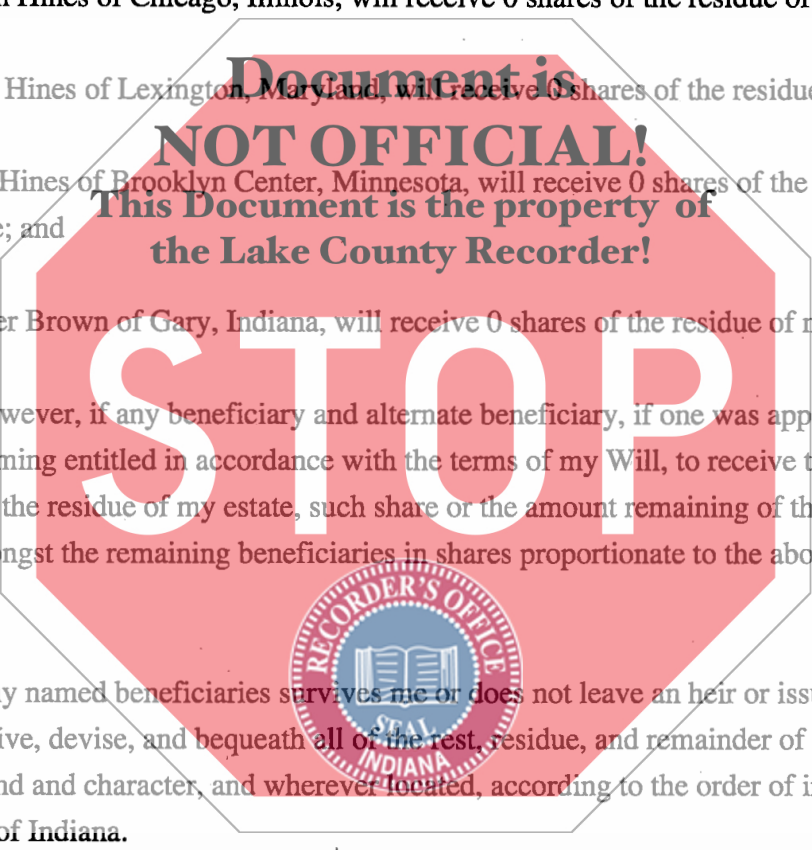 Hines of Chicago, Illinois, will receive 0 shares of the residue of
Document is
Hines of Lexington, Maryland, will receive 0 shares of the residue
NOT OFFICIAL!
Hines of Brooklyn Center, Minnesota, will receive 0 shares of the
This Document is the property of
; and
the Lake County Recorder!
er Brown of Gary, Indiana, will receive 0 shares of the residue of
STOP
wever, if any beneficiary and alternate beneficiary, if one was app
ming entitled in accordance with the terms of my Will, to receive t
the residue of my estate, such share or the amount remaining of th
ngst the remaining beneficiaries in shares proportionate to the abo
RECORDER'S OFFICE
SEAL
INDIANA
y named beneficiaries survives me or does not leave an heir or iss
ive, devise, and bequeath all of the rest, residue, and remainder of
nd and character, and wherever located, according to the order of i
of Indiana.